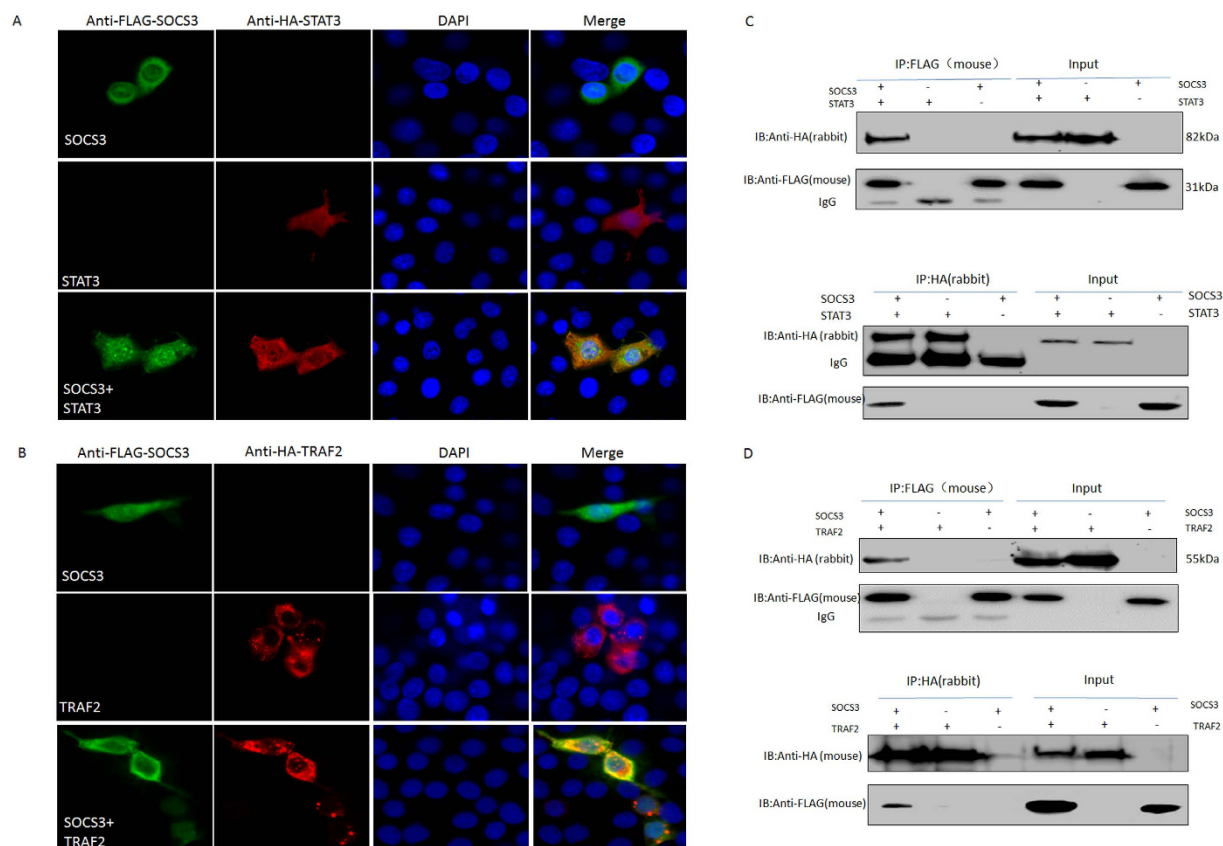 A
Anti-FLAG-SOCS3 Anti-HA-STAT3 DAPI Merge
SOCS3
STAT3
SOCS3+
STAT3
B
Anti-FLAG-SOCS3 Anti-HA-TRAF2 DAPI Merge
SOCS3
TRAF2
SOCS3+
TRAF2
C
IP:FLAG（mouse） Input
SOCS3 + - + + - + SOCS3
STAT3 + + - + + - STAT3
IB:Anti-HA(rabbit) 82kDa
IB:Anti-FLAG(mouse) 31kDa
IgG
IP:HA(rabbit) Input
SOCS3 + - + + - + SOCS3
STAT3 + + - + + - STAT3
IB:Anti-HA (rabbit)
IgG
IB:Anti-FLAG(mouse)
D
IP:FLAG（mouse） Input
SOCS3 + - + + - + SOCS3
TRAF2 + + - + + - TRAF2
IB:Anti-HA (rabbit) 55kDa
IB:Anti-FLAG(mouse)
IgG
IP:HA(rabbit) Input
SOCS3 + - + + - + SOCS3
TRAF2 + + - + + - TRAF2
IB:Anti-HA (mouse)
IB:Anti-FLAG(mouse)